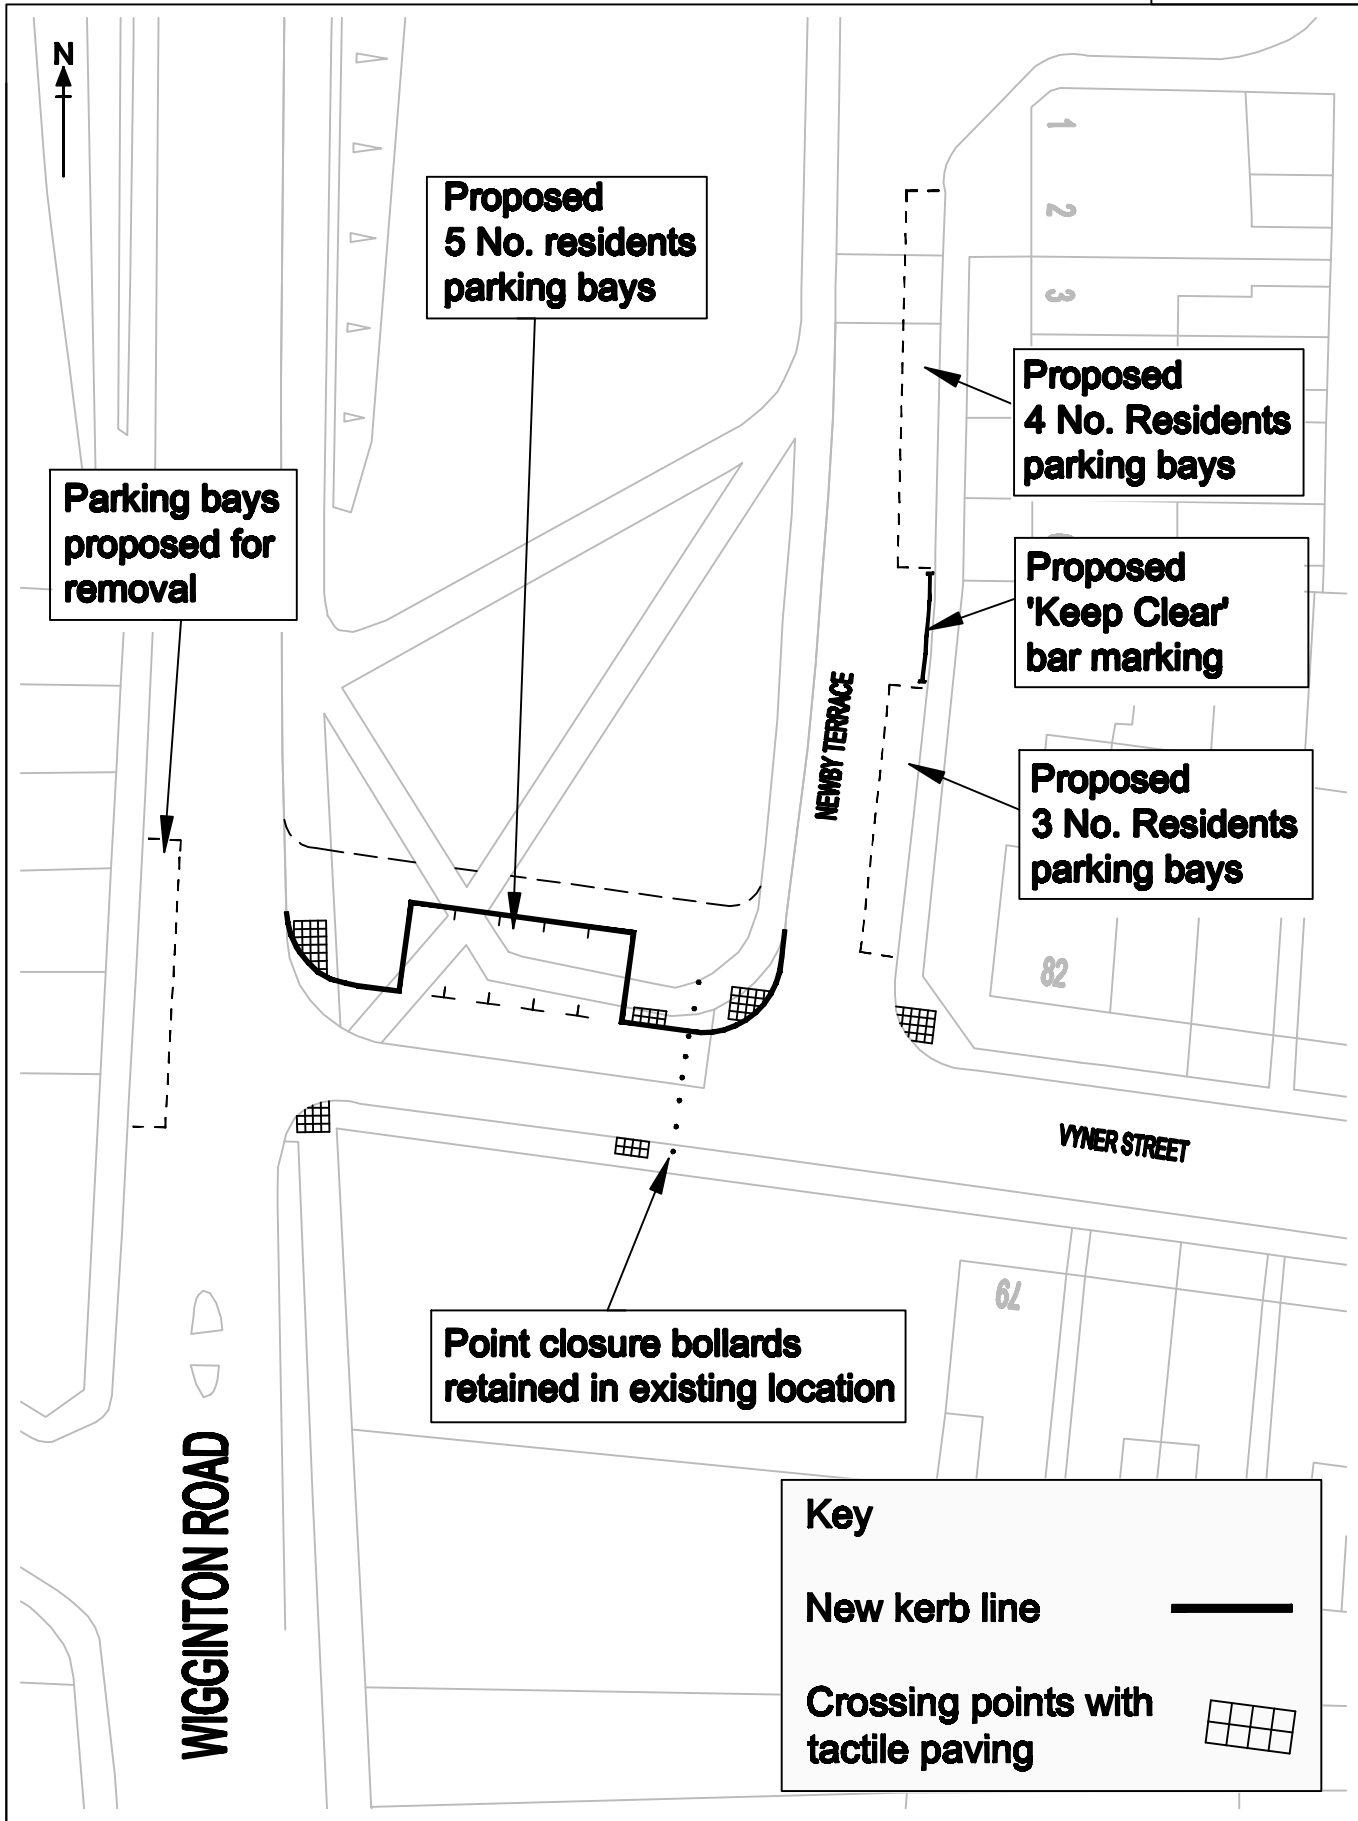 N
Proposed
5 No. residents
parking bays
1
2
3
Proposed
4 No. Residents
parking bays
Parking bays
proposed for
removal
Proposed
'Keep Clear'
bar marking
NEWBY TERRACE
Proposed
3 No. Residents
parking bays
82
VYNER STREET
79
Point closure bollards
retained in existing location
WIGGINTON ROAD
Key
New kerb line
Crossing points with
tactile paving